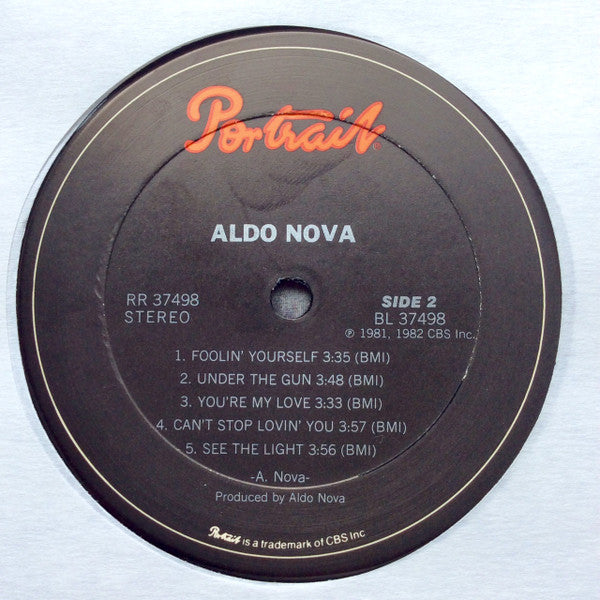 Portrait®
ALDO NOVA
RR 37498
STEREO
SIDE 2
BL 37498
℗ 1981, 1982 CBS Inc.
1. FOOLIN' YOURSELF 3:35 (BMI)
2. UNDER THE GUN 3:48 (BMI)
3. YOU'RE MY LOVE 3:33 (BMI)
4. CAN'T STOP LOVIN' YOU 3:57 (BMI)
5. SEE THE LIGHT 3:56 (BMI)
-A. Nova-
Produced by Aldo Nova
Portrait is a trademark of CBS Inc